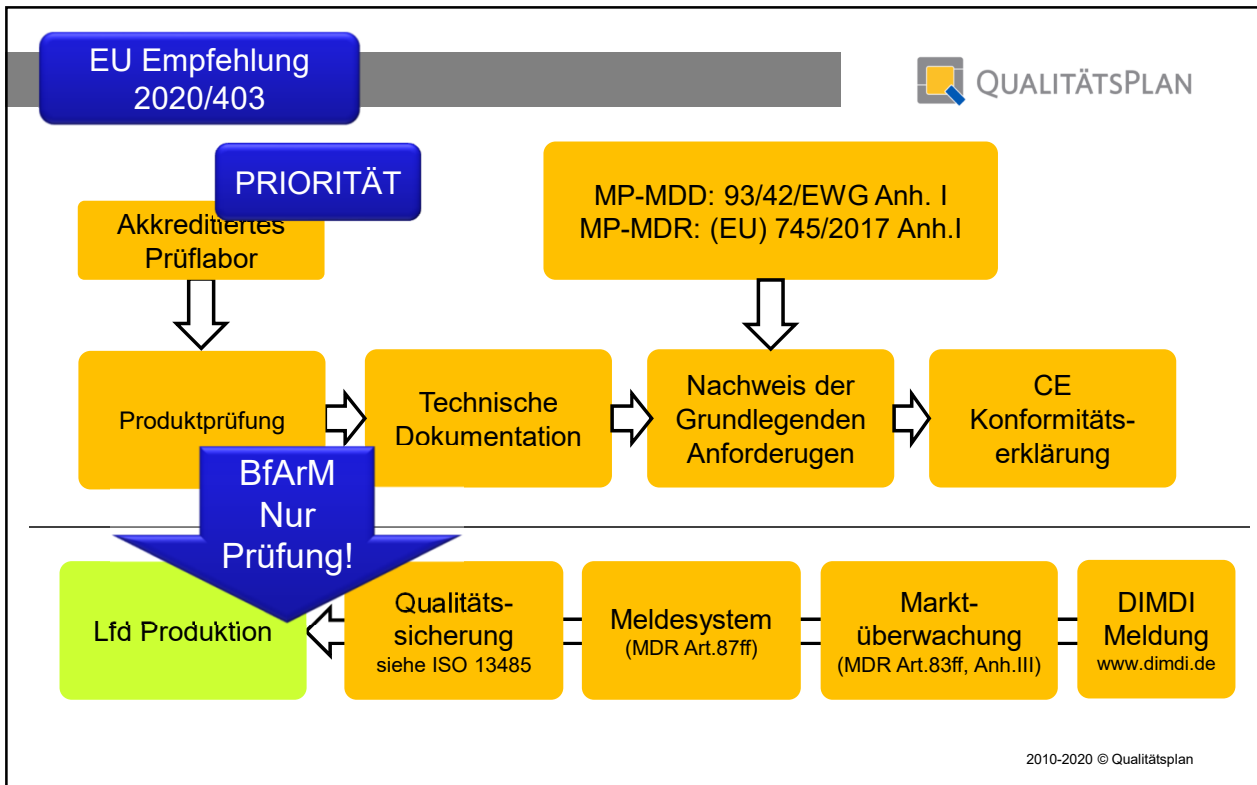 EU Empfehlung
2020/403
QUALITÄTSPLAN
PRIORITÄT
Akkreditiertes
Prüflabor
MP-MDD: 93/42/EWG Anh. I
MP-MDR: (EU) 745/2017 Anh.I
Produktprüfung
Technische
Dokumentation
Nachweis der
Grundlegenden
Anforderugen
CE
Konformitäts-
erklärung
BfArM
Nur
Prüfung!
Lfd Produktion
Qualitäts-
sicherung
siehe ISO 13485
Meldesystem
(MDR Art.87ff)
Markt-
überwachung
(MDR Art.83ff, Anh.III)
DIMDI
Meldung
www.dimdi.de
2010-2020 © Qualitätsplan